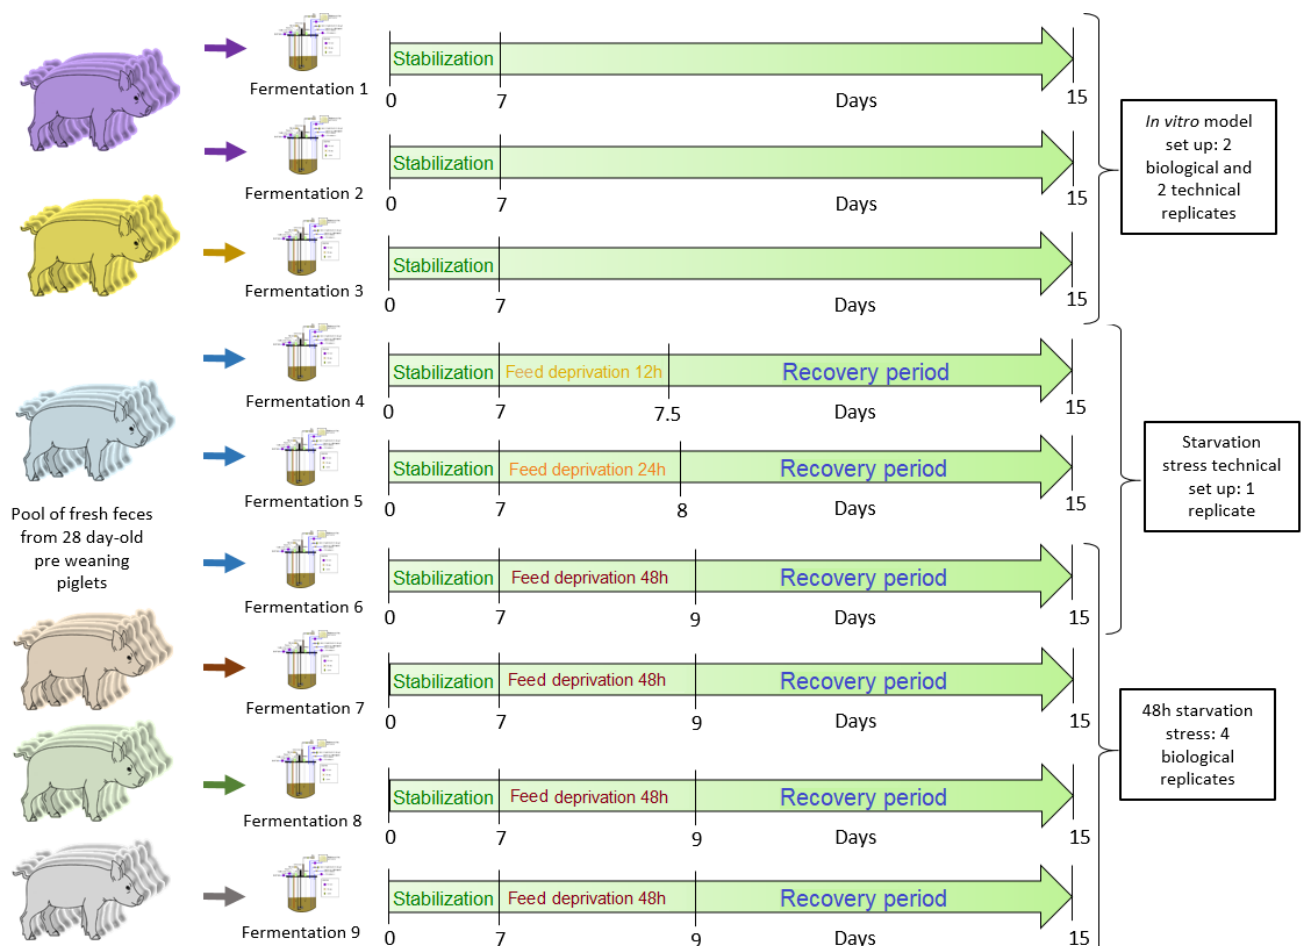 Stabilization
Fermentation 1
0
7
Days
15
Stabilization
Fermentation 2
0
7
Days
15
Stabilization
Fermentation 3
0
7
Days
15
In vitro model
set up: 2
biological and
2 technical
replicates
Stabilization
Feed deprivation 12h
Recovery period
Fermentation 4
0
7
7.5
Days
15
Stabilization
Feed deprivation 24h
Recovery period
Fermentation 5
0
7
8
Days
15
Starvation
stress technical
set up: 1
replicate
Pool of fresh feces
from 28 day-old
pre weaning
piglets
Stabilization
Feed deprivation 48h
Recovery period
Fermentation 6
0
7
9
Days
15
Stabilization
Feed deprivation 48h
Recovery period
Fermentation 7
0
7
9
Days
15
48h starvation
stress: 4
biological
replicates
Stabilization
Feed deprivation 48h
Recovery period
Fermentation 8
0
7
9
Days
15
Stabilization
Feed deprivation 48h
Recovery period
Fermentation 9
0
7
9
Days
15